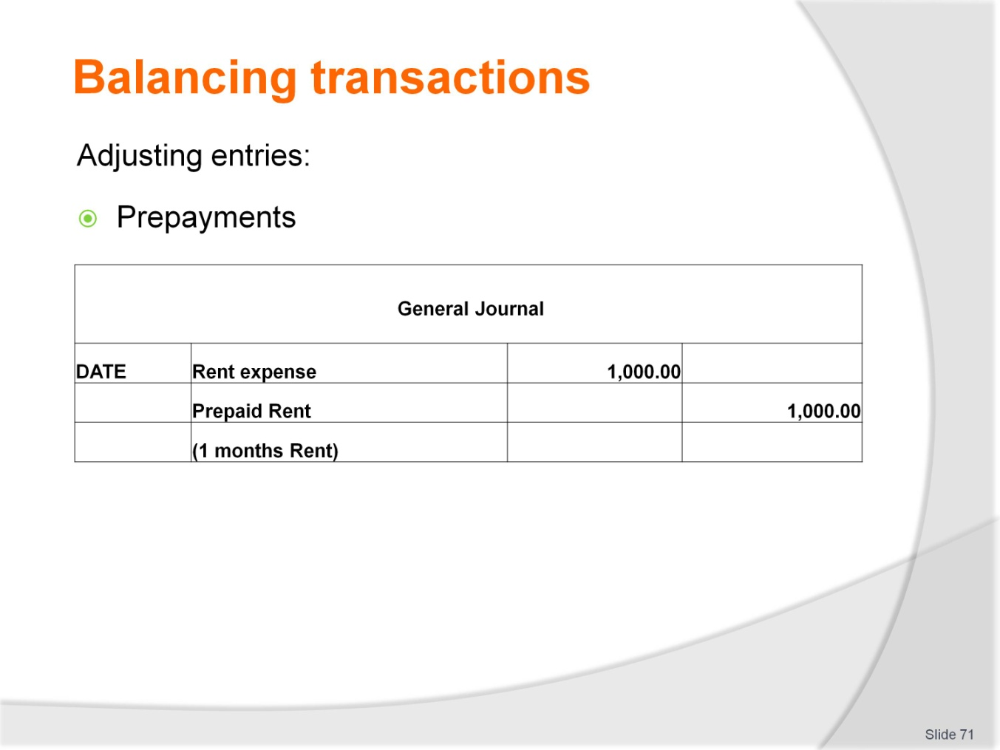 Balancing transactions
Adjusting entries:
Prepayments
General Journal
DATE Rent expense 1,000.00
Prepaid Rent 1,000.00
(1 months Rent)
Slide 71